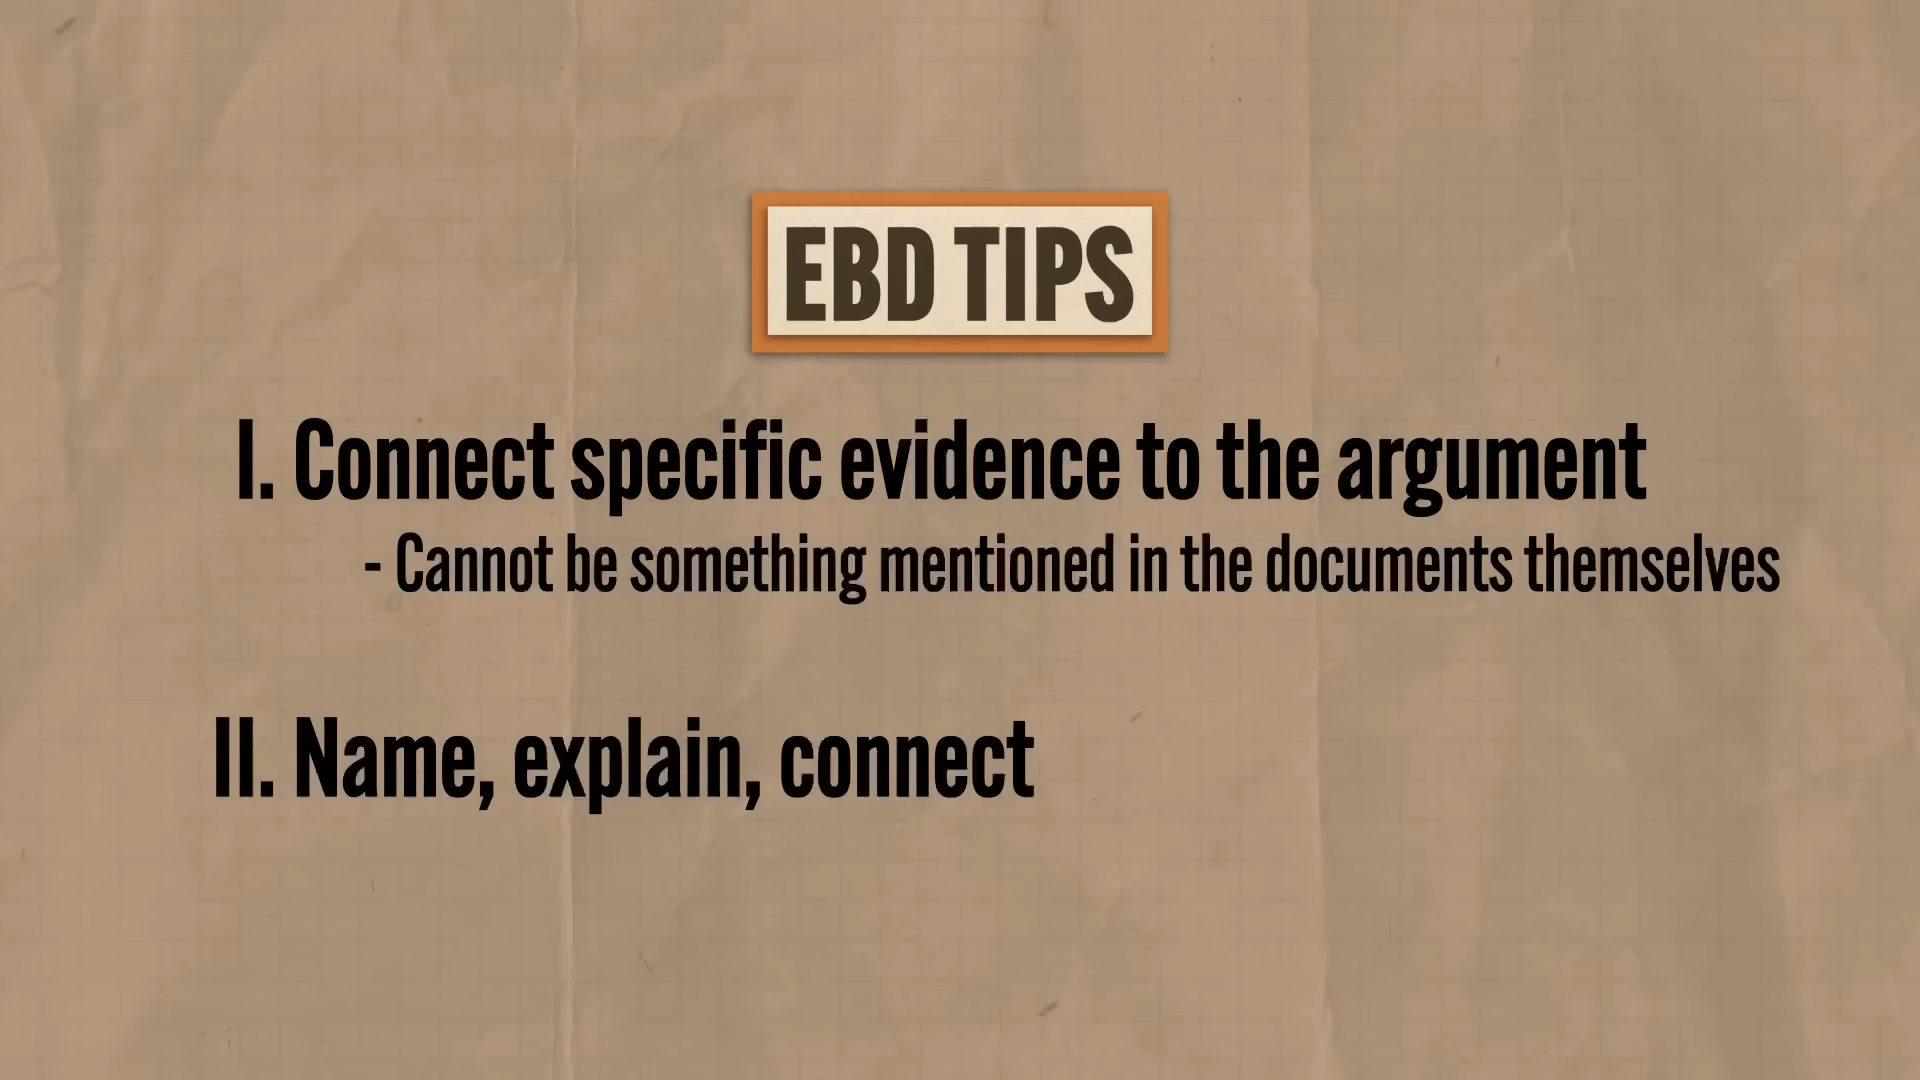 EBD TIPS
I. Connect specific evidence to the argument
- Cannot be something mentioned in the documents themselves
II. Name, explain, connect